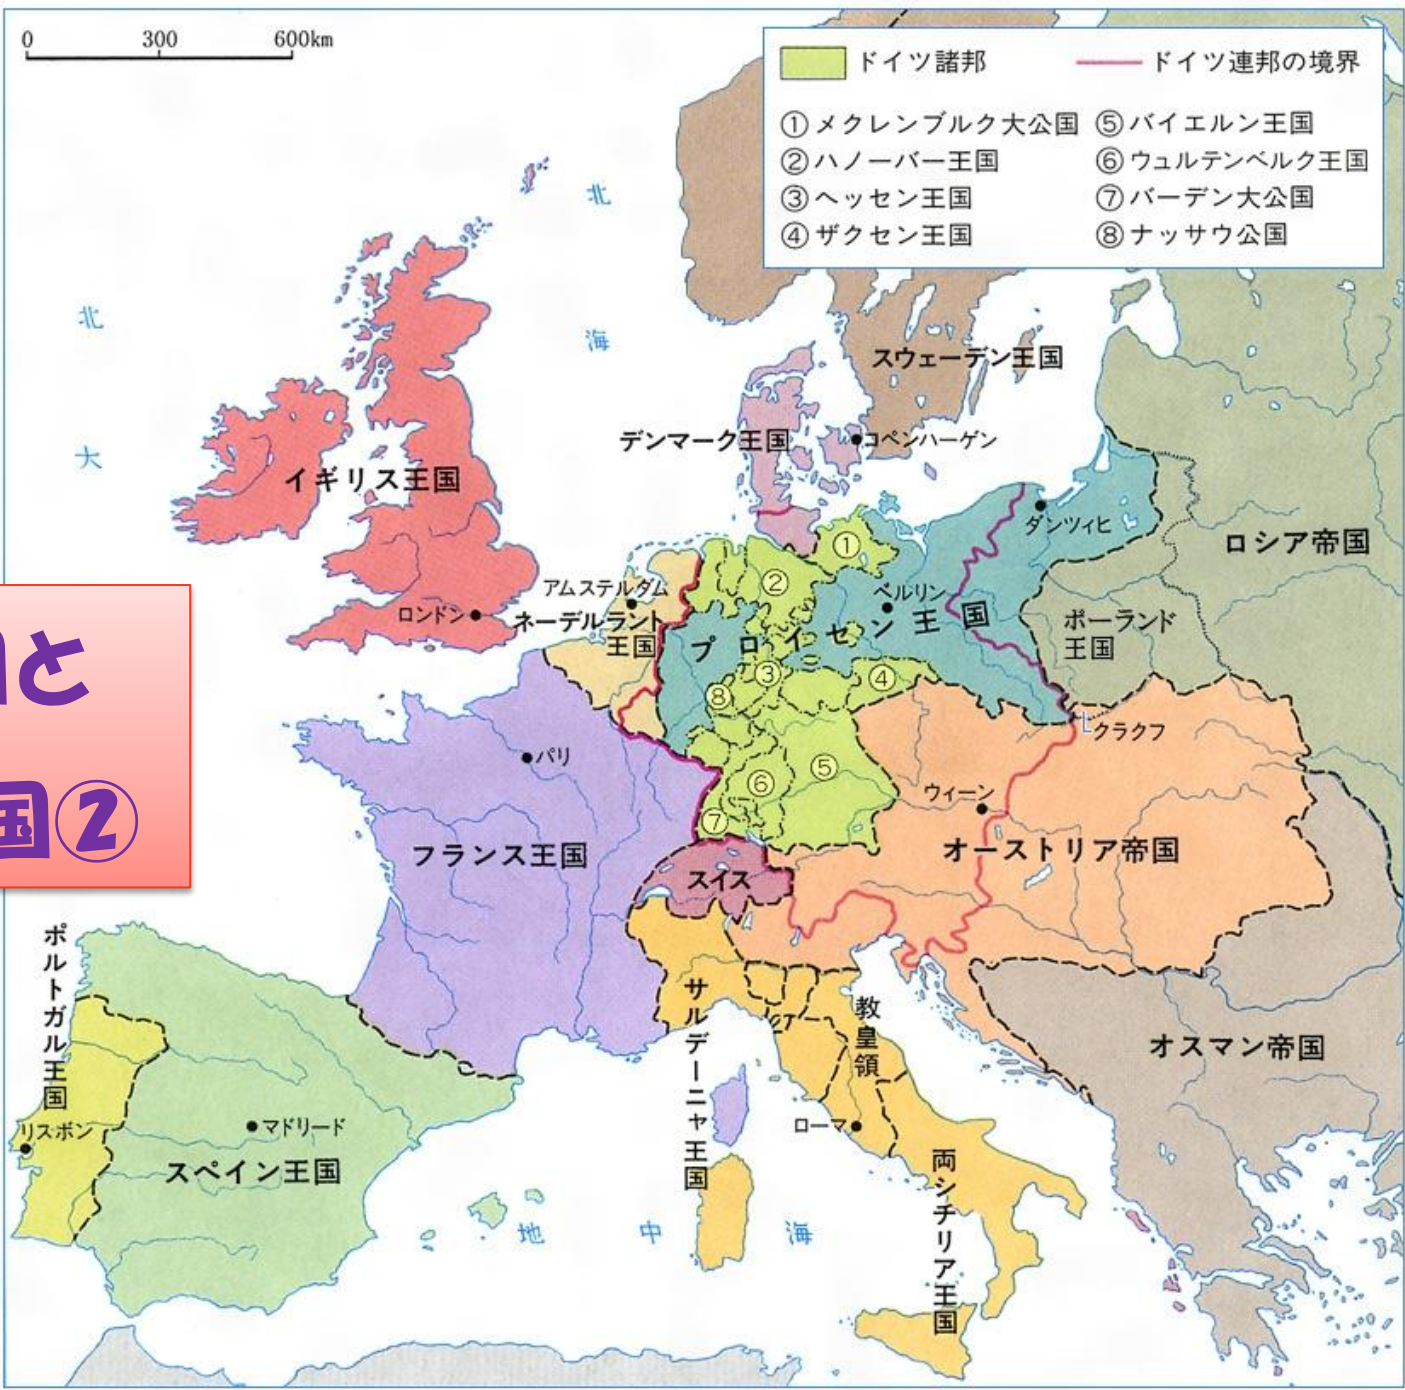 0 300 600km
ドイツ諸邦
ドイツ連邦の境界
①メクレンブルク大公国
②ハノーバー王国
③ヘッセン王国
④ザクセン王国
⑤バイエルン王国
⑥ウュルテンベルク王国
⑦バーデン大公国
⑧ナッサウ公国
北
海
北
大
スウェーデン王国
デンマーク王国
コペンハーゲン
イギリス王国
ダンツィヒ
ロシア帝国
①
②
アムステルダム
ベルリン
ロンドン
ネーデルラント
王国
プロイセン王国
ポーランド
王国
③
④
⑧
と
国②
クラクフ
パリ
⑤
⑥
⑦
ウィーン
フランス王国
オーストリア帝国
スイス
ポルトガル王国
サルデーニャ王国
教皇領
オスマン帝国
リスボン
マドリード
ローマ
スペイン王国
両シチリア王国
地中海